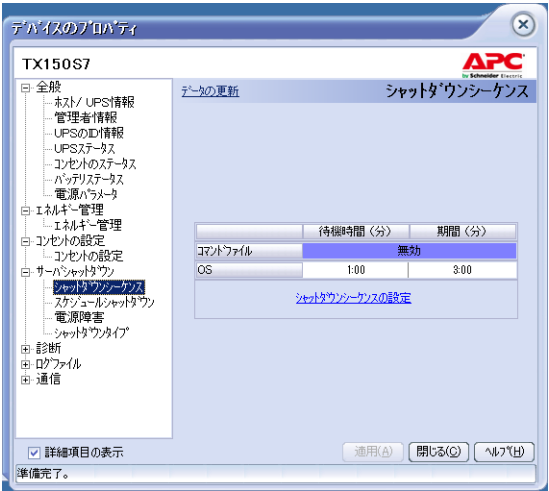 デバイスのプロパティ
TX150S7
APC
by Schneider Electric
全般
ホスト/ UPS情報
管理者情報
UPSのID情報
UPSステータス
コンセントのステータス
バッテリステータス
電源パラメータ
エネルギー管理
エネルギー管理
コンセントの設定
コンセントの設定
サーバシャットダウン
シャットダウンシーケンス
スケジュールシャットダウン
電源障害
シャットダウンタイプ
診断
ログファイル
通信
データの更新
シャットダウンシーケンス
待機時間（分） 期間（分）
コマンドファイル 無効
OS 1:00 3:00
シャットダウンシーケンスの設定
詳細項目の表示
適用(A) 閉じる(C) ヘルプ(H)
準備完了。